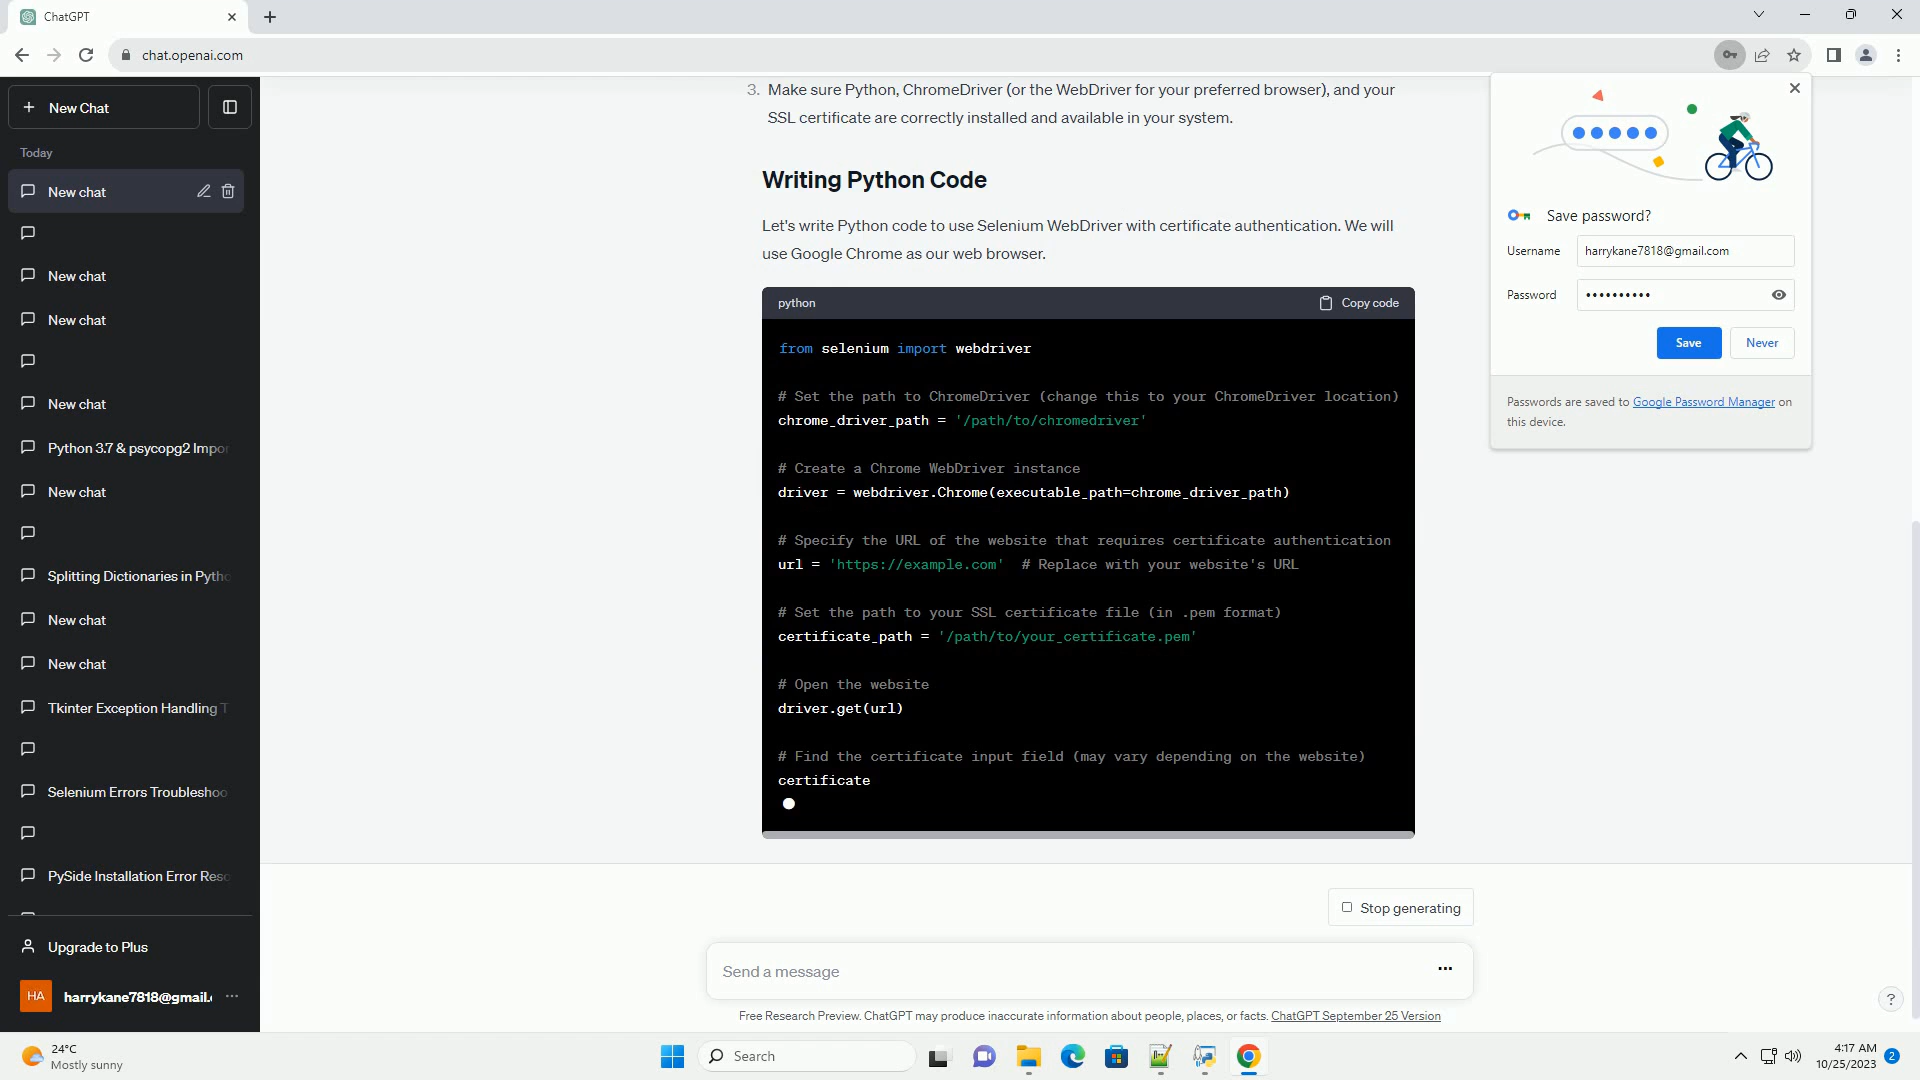 ChatGPT
chat.openai.com
New Chat
Today
New chat
New chat
New chat
New chat
Python 3.7 & psycopg2 Impor
New chat
Splitting Dictionaries in Pytho
New chat
New chat
Tkinter Exception Handling T
Selenium Errors Troubleshoo
PySide Installation Error Reso
Upgrade to Plus
HA
harrykane7818@gmail.
3. Make sure Python, ChromeDriver (or the WebDriver for your preferred browser), and your
SSL certificate are correctly installed and available in your system.
Writing Python Code
Let's write Python code to use Selenium WebDriver with certificate authentication. We will
use Google Chrome as our web browser.
python
Copy code
from selenium import webdriver
# Set the path to ChromeDriver (change this to your ChromeDriver location)
chrome_driver_path = '/path/to/chromedriver'
# Create a Chrome WebDriver instance
driver = webdriver.Chrome(executable_path=chrome_driver_path)
# Specify the URL of the website that requires certificate authentication
url = 'https://example.com'  # Replace with your website's URL
# Set the path to your SSL certificate file (in .pem format)
certificate_path = '/path/to/your_certificate.pem'
# Open the website
driver.get(url)
# Find the certificate input field (may vary depending on the website)
certificate
Stop generating
Send a message
Free Research Preview. ChatGPT may produce inaccurate information about people, places, or facts. ChatGPT September 25 Version
?
Save password?
Username harrykane7818@gmail.com
Password ••••••••••
Save
Never
Passwords are saved to Google Password Manager on
this device.
24°C
Mostly sunny
Search
4:17 AM
10/25/2023
2